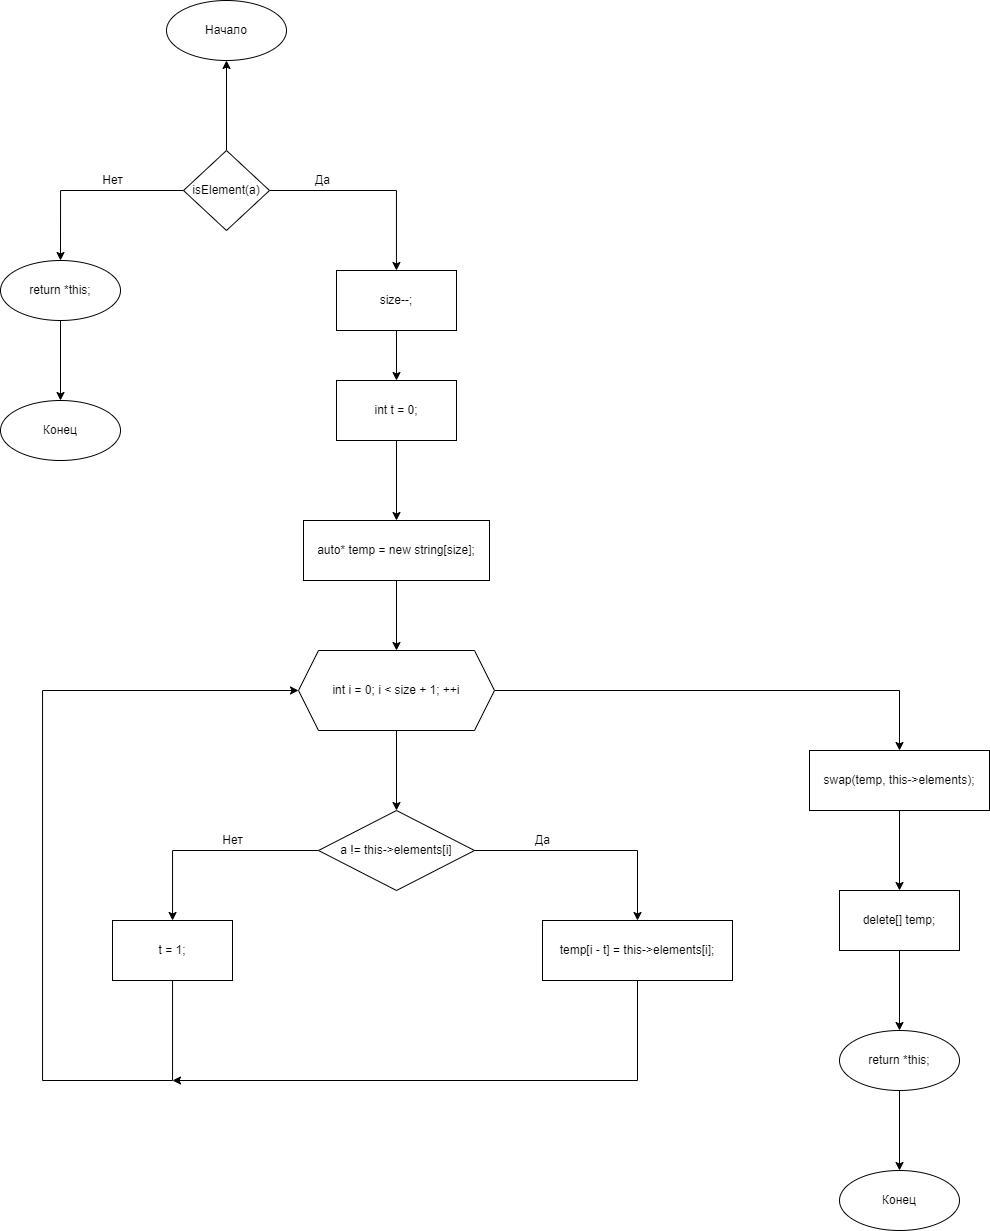 Начало
isElement(a)
Нет
Да
return *this;
size--;
Конец
int t = 0;
auto* temp = new string[size];
int i = 0; i < size + 1; ++i
swap(temp, this->elements);
a != this->elements[i]
Нет
Да
t = 1;
temp[i - t] = this->elements[i];
delete[] temp;
return *this;
Конец